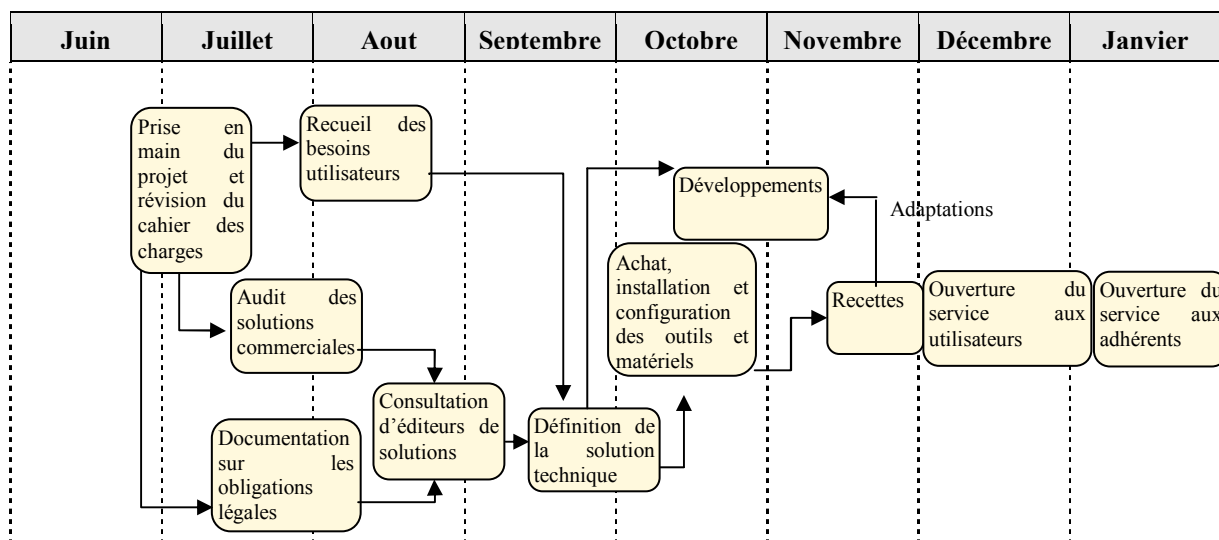 Juin Juillet Aout Septembre Octobre Novembre Décembre Janvier
Prise en
main du
projet et
révision du
cahier des
charges
Recueil des
besoins
utilisateurs
Audit des
solutions
commerciales
Documentation
sur les
obligations
légales
Consultation
d'éditeurs de
solutions
Définition de
la solution
technique
Développements
Adaptations
Achat,
installation et
configuration
des outils et
matériels
Recettes
Ouverture du
service aux
utilisateurs
Ouverture du
service aux
adhérents